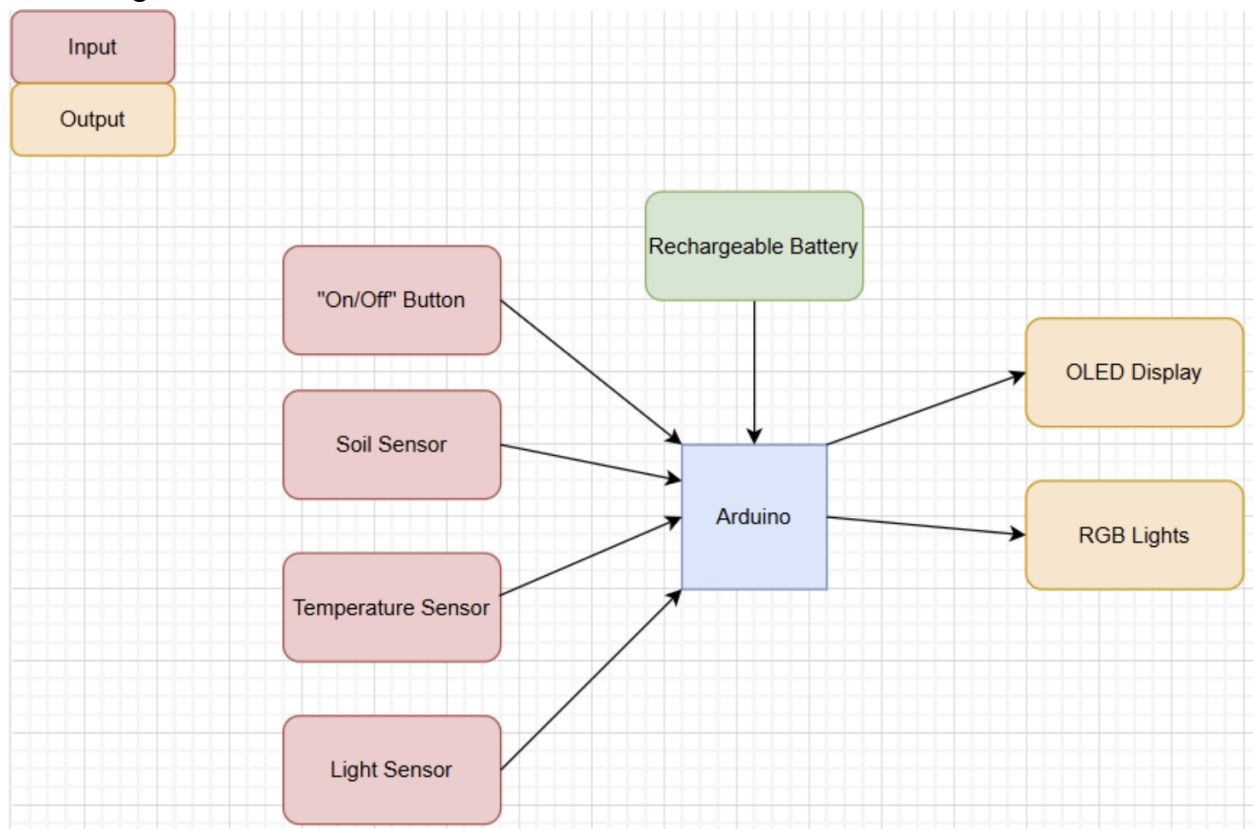 Input
Output
Rechargeable Battery
"On/Off" Button
OLED Display
Soil Sensor
Arduino
RGB Lights
Temperature Sensor
Light Sensor